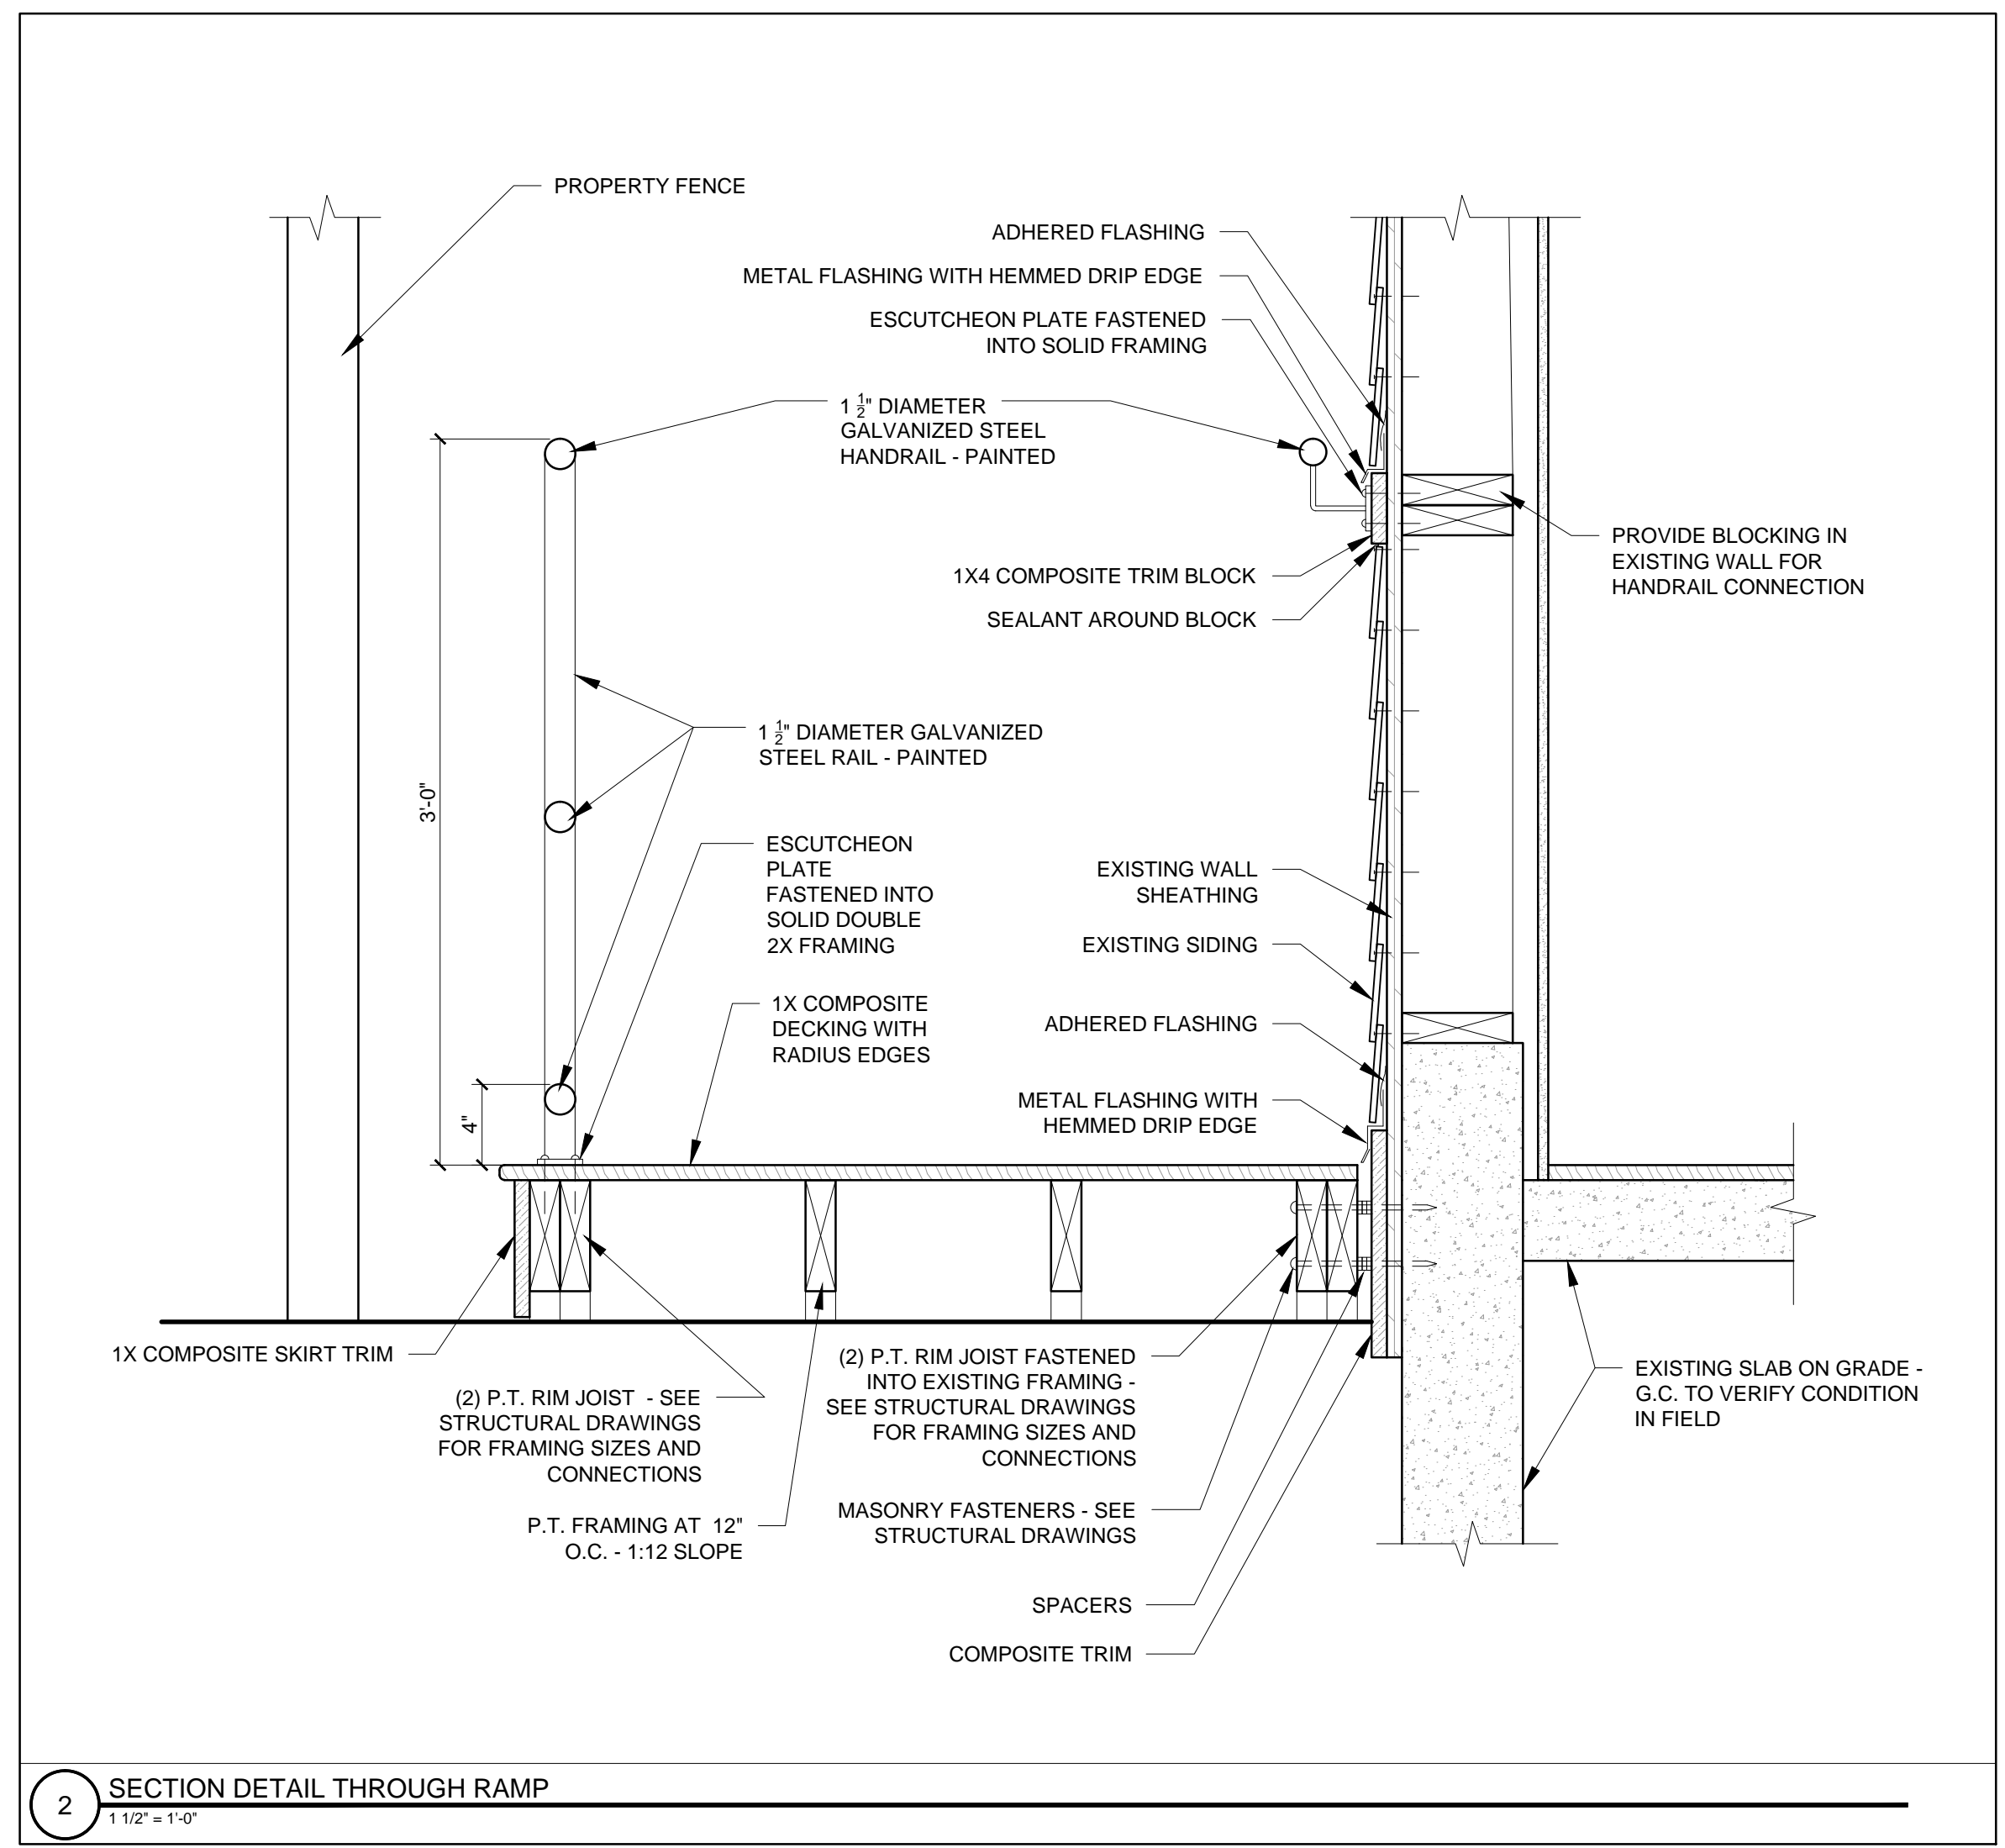 PROPERTY FENCE
ADHERED FLASHING
METAL FLASHING WITH HEMMED DRIP EDGE
ESCUTCHEON PLATE FASTENED
INTO SOLID FRAMING
1 1/2" DIAMETER
GALVANIZED STEEL
HANDRAIL - PAINTED
PROVIDE BLOCKING IN
EXISTING WALL FOR
HANDRAIL CONNECTION
1X4 COMPOSITE TRIM BLOCK
SEALANT AROUND BLOCK
1 1/2" DIAMETER GALVANIZED
STEEL RAIL - PAINTED
3'-0"
ESCUTCHEON
PLATE
FASTENED INTO
SOLID DOUBLE
2X FRAMING
EXISTING WALL
SHEATHING
EXISTING SIDING
1X COMPOSITE
DECKING WITH
RADIUS EDGES
ADHERED FLASHING
METAL FLASHING WITH
HEMMED DRIP EDGE
4"
1X COMPOSITE SKIRT TRIM
(2) P.T. RIM JOIST - SEE
STRUCTURAL DRAWINGS
FOR FRAMING SIZES AND
CONNECTIONS
P.T. FRAMING AT 12"
O.C. - 1:12 SLOPE
(2) P.T. RIM JOIST FASTENED
INTO EXISTING FRAMING -
SEE STRUCTURAL DRAWINGS
FOR FRAMING SIZES AND
CONNECTIONS
MASONRY FASTENERS - SEE
STRUCTURAL DRAWINGS
SPACERS
COMPOSITE TRIM
EXISTING SLAB ON GRADE -
G.C. TO VERIFY CONDITION
IN FIELD
2
SECTION DETAIL THROUGH RAMP
1 1/2" = 1'-0"